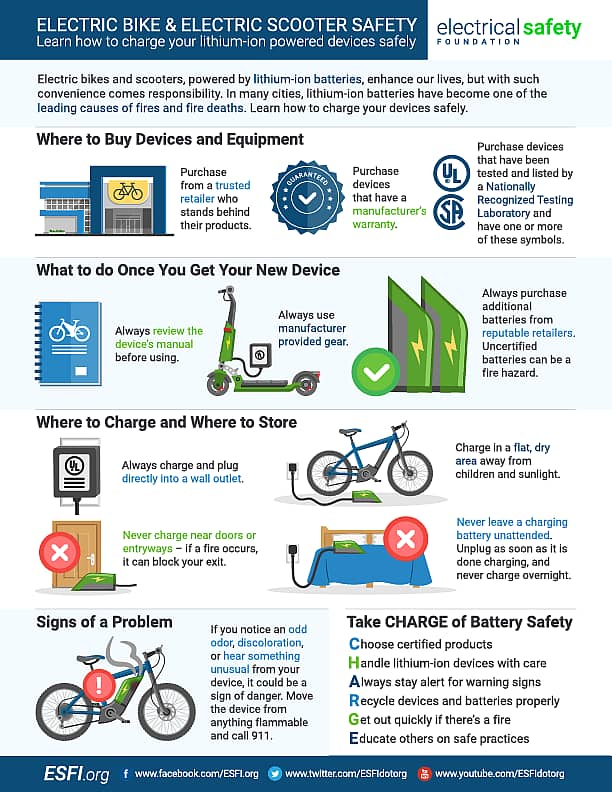 ELECTRIC BIKE & ELECTRIC SCOOTER SAFETY
Learn how to charge your lithium-ion powered devices safely
electrical safety
FOUNDATION
Electric bikes and scooters, powered by lithium-ion batteries, enhance our lives, but with such
convenience comes responsibility. In many cities, lithium-ion batteries have become one of the
leading causes of fires and fire deaths. Learn how to charge your devices safely.
Where to Buy Devices and Equipment
Purchase
from a trusted
retailer who
stands behind
their products.
GUARANTEED
Purchase
devices
that have a
manufacturer's
warranty.
UL
SA
Purchase devices
that have been
tested and listed by
a Nationally
Recognized Testing
Laboratory and
have one or more
of these symbols.
What to do Once You Get Your New Device
Always review the
device's manual
before using.
UL
Always use
manufacturer
provided gear.
Always purchase
additional
batteries from
reputable retailers.
Uncertified
batteries can be a
fire hazard.
Where to Charge and Where to Store
UL
Always charge and plug
directly into a wall outlet.
Charge in a flat, dry
area away from
children and sunlight.
Never charge near doors or
entryways – if a fire occurs,
it can block your exit.
Never leave a charging
battery unattended.
Unplug as soon as it is
done charging, and
never charge overnight.
Signs of a Problem
!
If you notice an odd
odor, discoloration,
or hear something
unusual from your
device, it could be a
sign of danger. Move
the device from
anything flammable
and call 911.
Take CHARGE of Battery Safety
Choose certified products
Handle lithium-ion devices with care
Always stay alert for warning signs
Recycle devices and batteries properly
Get out quickly if there's a fire
Educate others on safe practices
ESFI.org
f www.facebook.com/ESFI.org
www.twitter.com/ESFIdotorg
www.youtube.com/ESFIdotorg